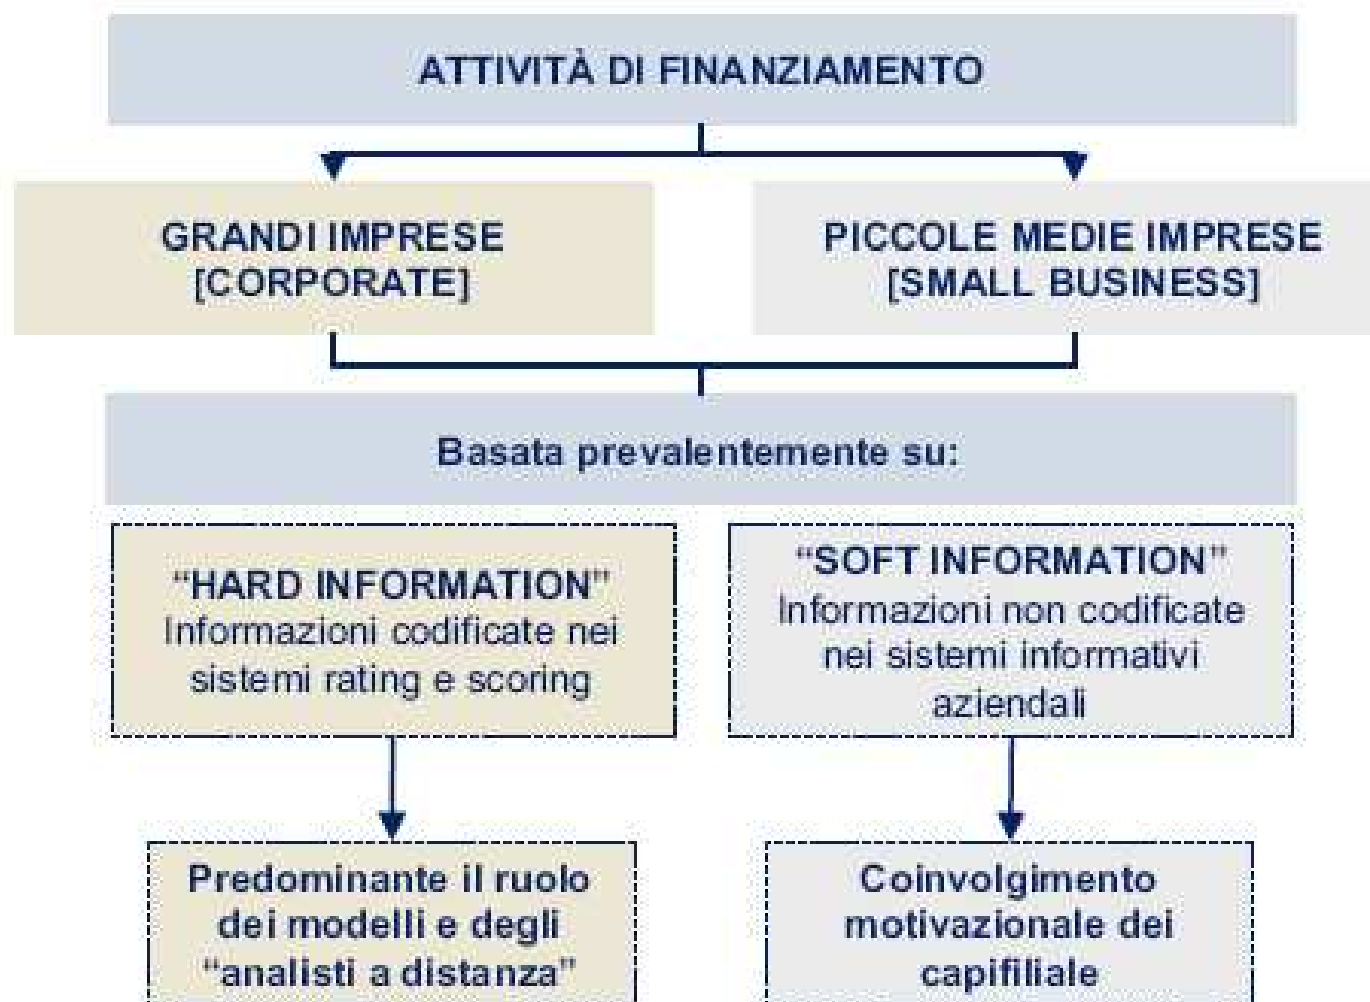 ATTIVITÀ DI FINANZIAMENTO
GRANDI IMPRESE
[CORPORATE]
PICCOLE MEDIE IMPRESE
[SMALL BUSINESS]
Basata prevalentemente su:
“HARD INFORMATION”
Informazioni codificate nei
sistemi rating e scoring
“SOFT INFORMATION”
Informazioni non codificate
nei sistemi informativi
aziendali
Predominante il ruolo
dei modelli e degli
“analisti a distanza”
Coinvolgimento
motivazionale dei
capifiliale